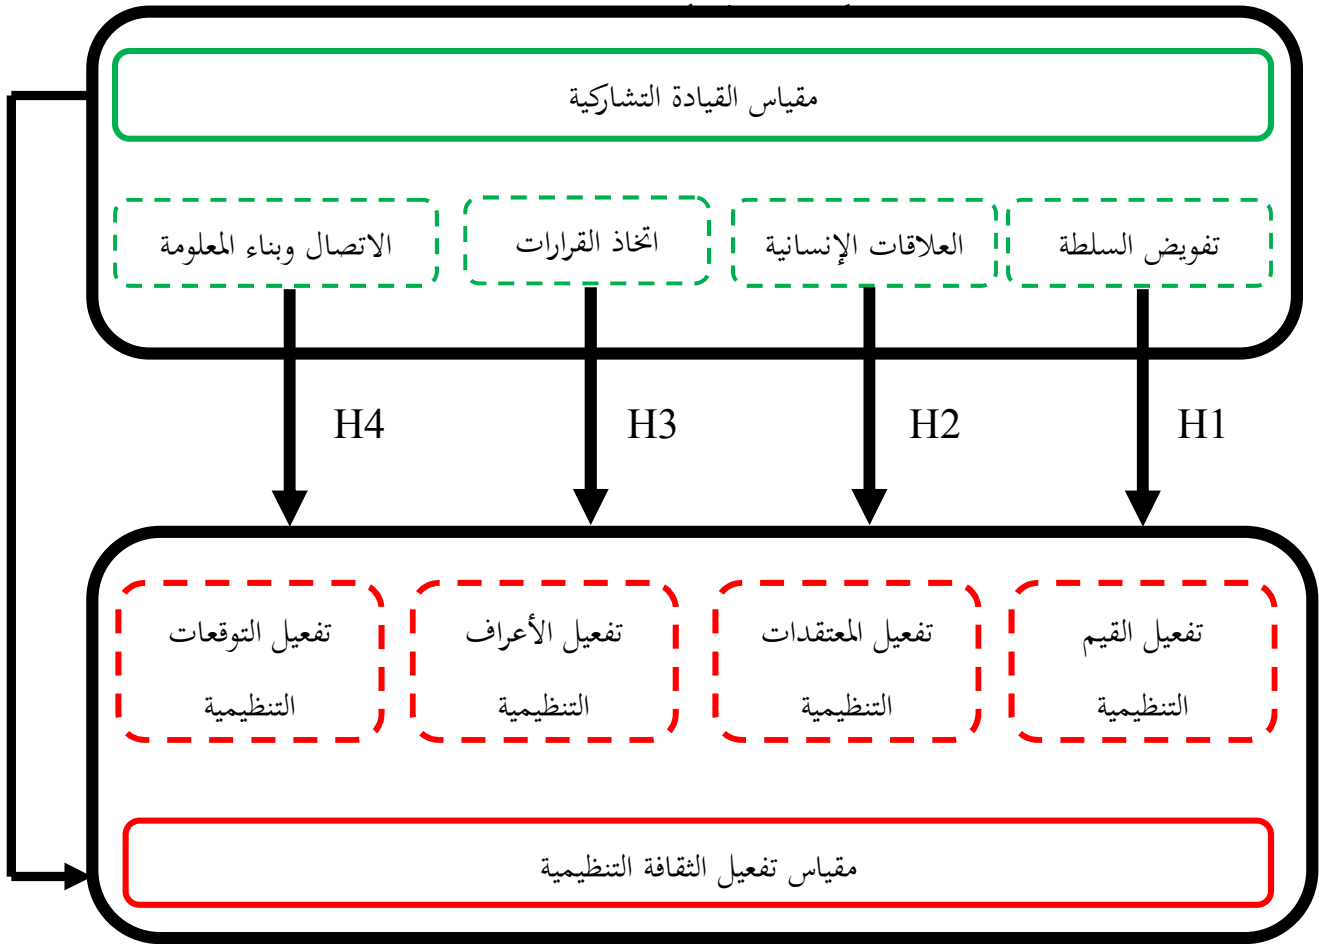 مقياس القيادة التشاركية
تفويض السلطة
العلاقات الإنسانية
اتخاذ القرارات
الاتصال وبناء المعلومة
H1
H2
H3
H4
تفعيل القيم
التنظيمية
تفعيل المعتقدات
التنظيمية
تفعيل الأعراف
التنظيمية
تفعيل التوقعات
التنظيمية
مقياس تفعيل الثقافة التنظيمية